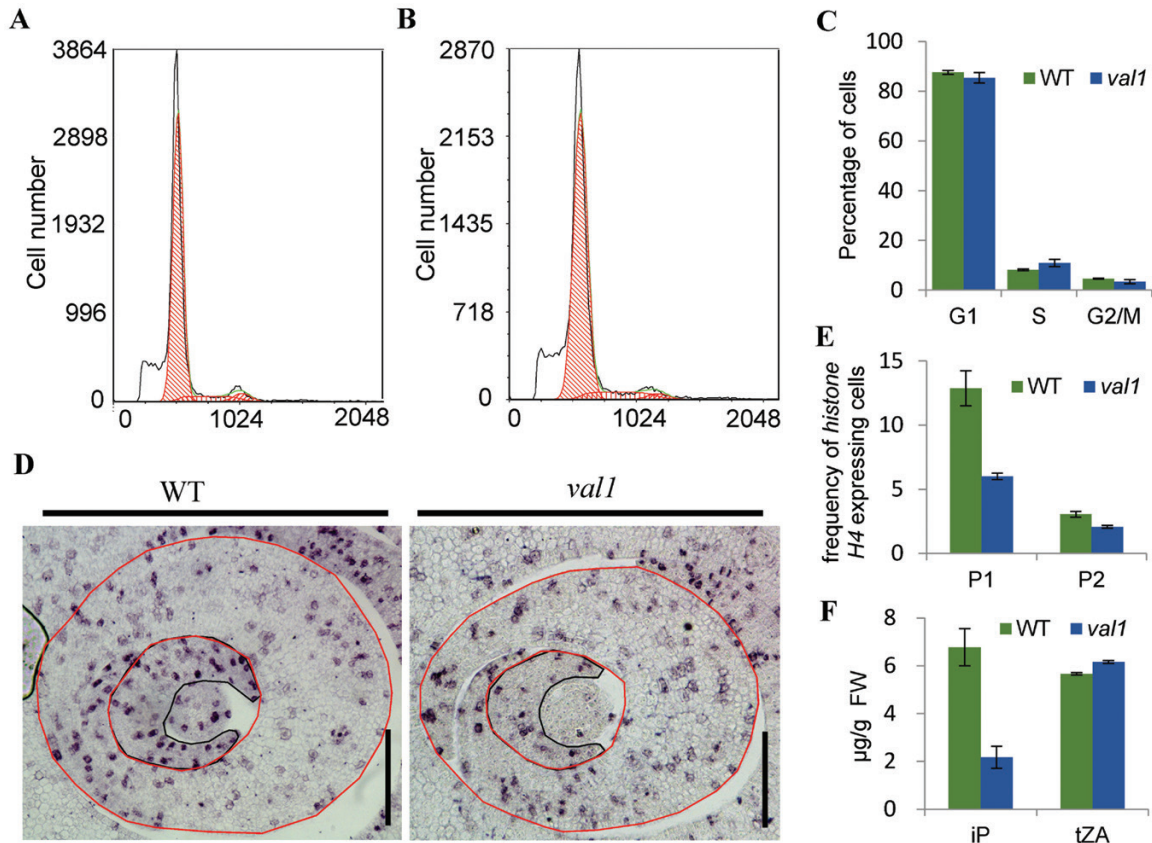 A
3864
2898
1932
996
0
Cell number
0 1024 2048
B
2870
2153
1435
718
0
Cell number
0 1024 2048
C
100
80
60
40
20
0
Percentage of cells
WT val1
G1 S G2/M
D
WT val1
E
15
10
5
0
frequency of histone
H4 expressing cells
WT val1
P1 P2
F
8
6
4
2
0
µg/g FW
WT val1
iP tZA